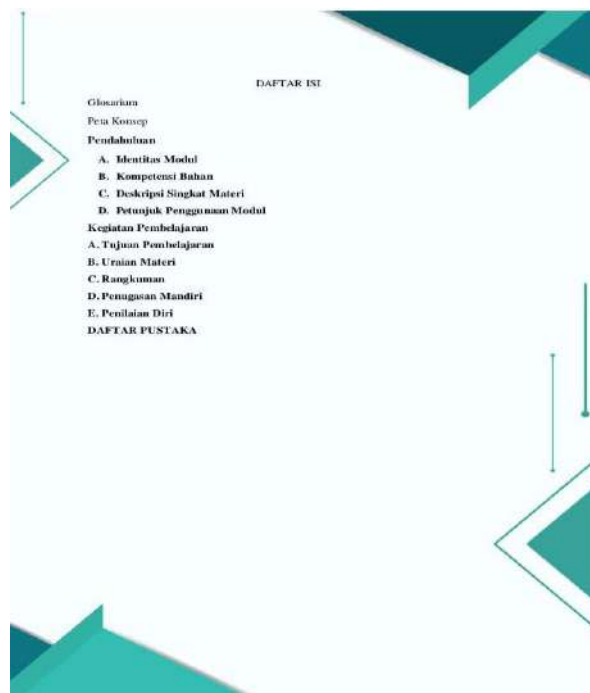 DAFTAR ISI
Glosarium
Peta Konsep
Pendahuluan
A. Identitas Modul
B. Kompetensi Bahan
C. Deskripsi Singkat Materi
D. Petunjuk Penggunaan Modul
Kegiatan Pembelajaran
A. Tujuan Pembelajaran
B. Uraian Materi
C. Rangkuman
D. Penugasan Mandiri
E. Penilaian Diri
DAFTAR PUSTAKA